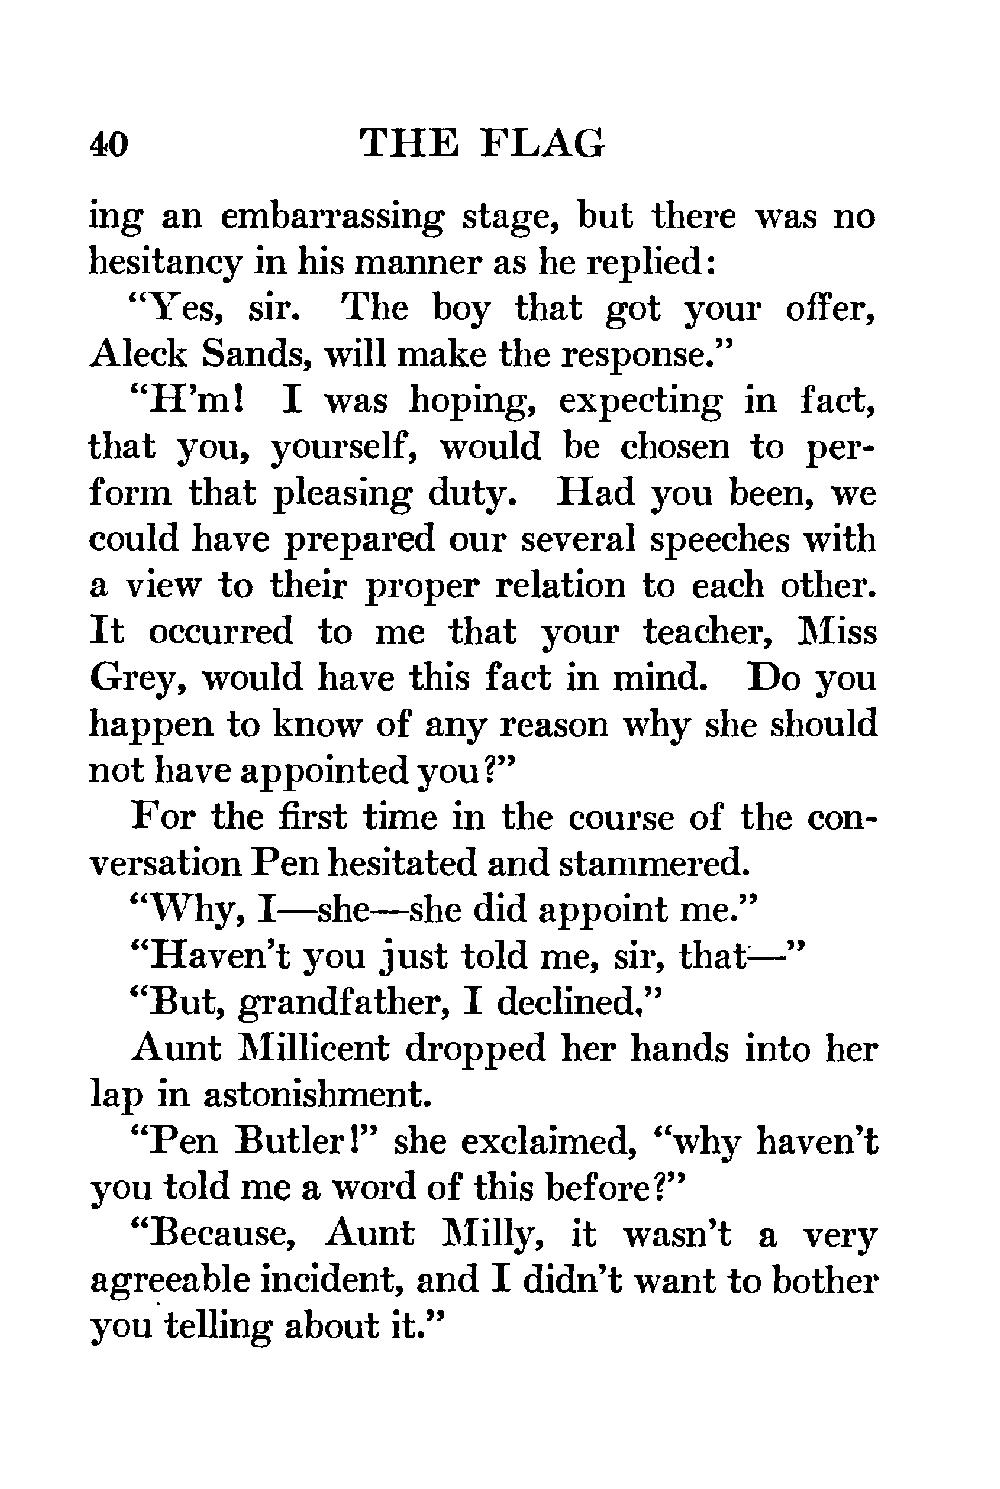 40 THE FLAG
ing an embarrassing stage, but there was no
hesitancy in his manner as he replied:
“Yes, sir. The boy that got your offer,
Aleck Sands, will make the response.”
“H’m! I was hoping, expecting in fact,
that you, yourself, would be chosen to per-
form that pleasing duty. Had you been, we
could have prepared our several speeches with
a view to their proper relation to each other.
It occurred to me that your teacher, Miss
Grey, would have this fact in mind. Do you
happen to know of any reason why she should
not have appointed you?”
For the first time in the course of the con-
versation Pen hesitated and stammered.
“Why, I—she—she did appoint me.”
“Haven’t you just told me, sir, that—”
“But, grandfather, I declined.”
Aunt Millicent dropped her hands into her
lap in astonishment.
“Pen Butler!” she exclaimed, “why haven’t
you told me a word of this before?”
“Because, Aunt Milly, it wasn’t a very
agreeable incident, and I didn’t want to bother
you telling about it.”